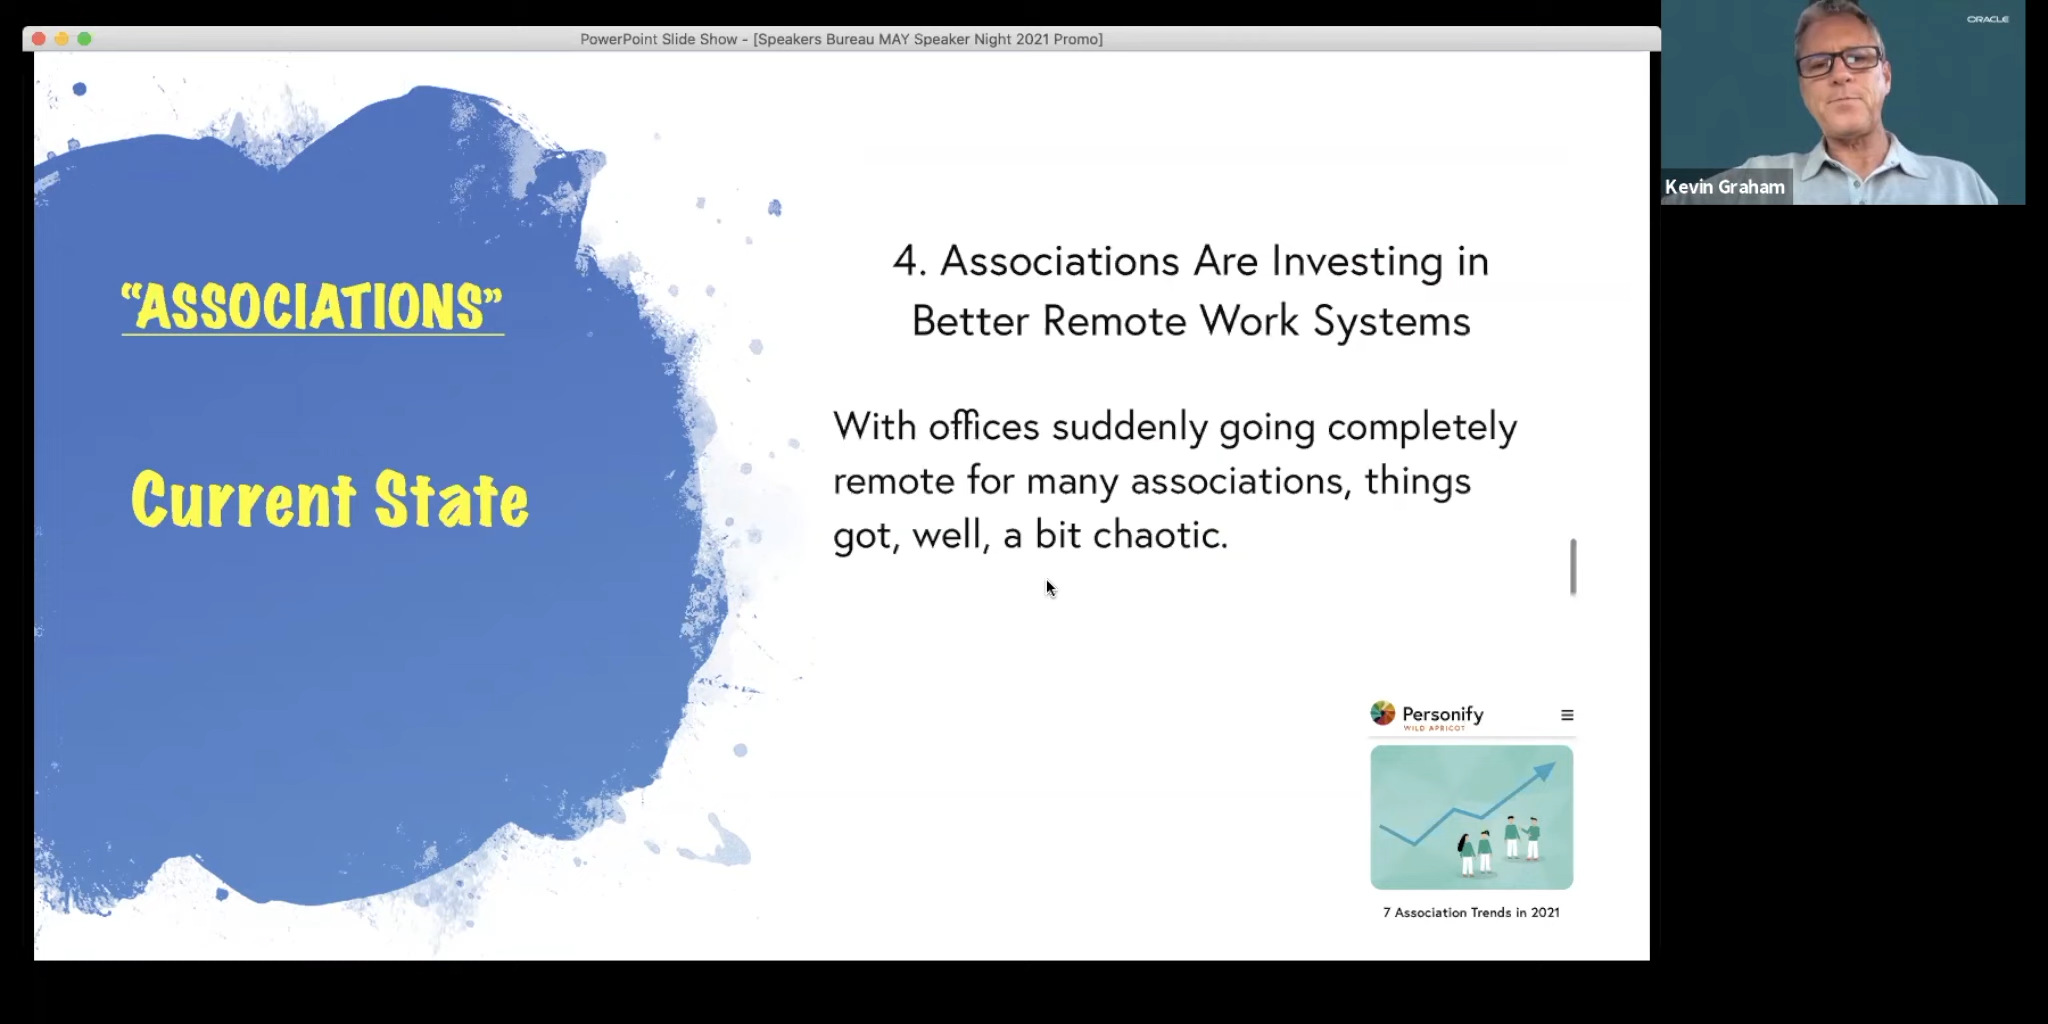 PowerPoint Slide Show - [Speakers Bureau MAY Speaker Night 2021 Promo]
ORACLE
Kevin Graham
“ASSOCIATIONS”
Current State
4. Associations Are Investing in
Better Remote Work Systems
With offices suddenly going completely
remote for many associations, things
got, well, a bit chaotic.
Personify
WILD APRICOT
7 Association Trends in 2021